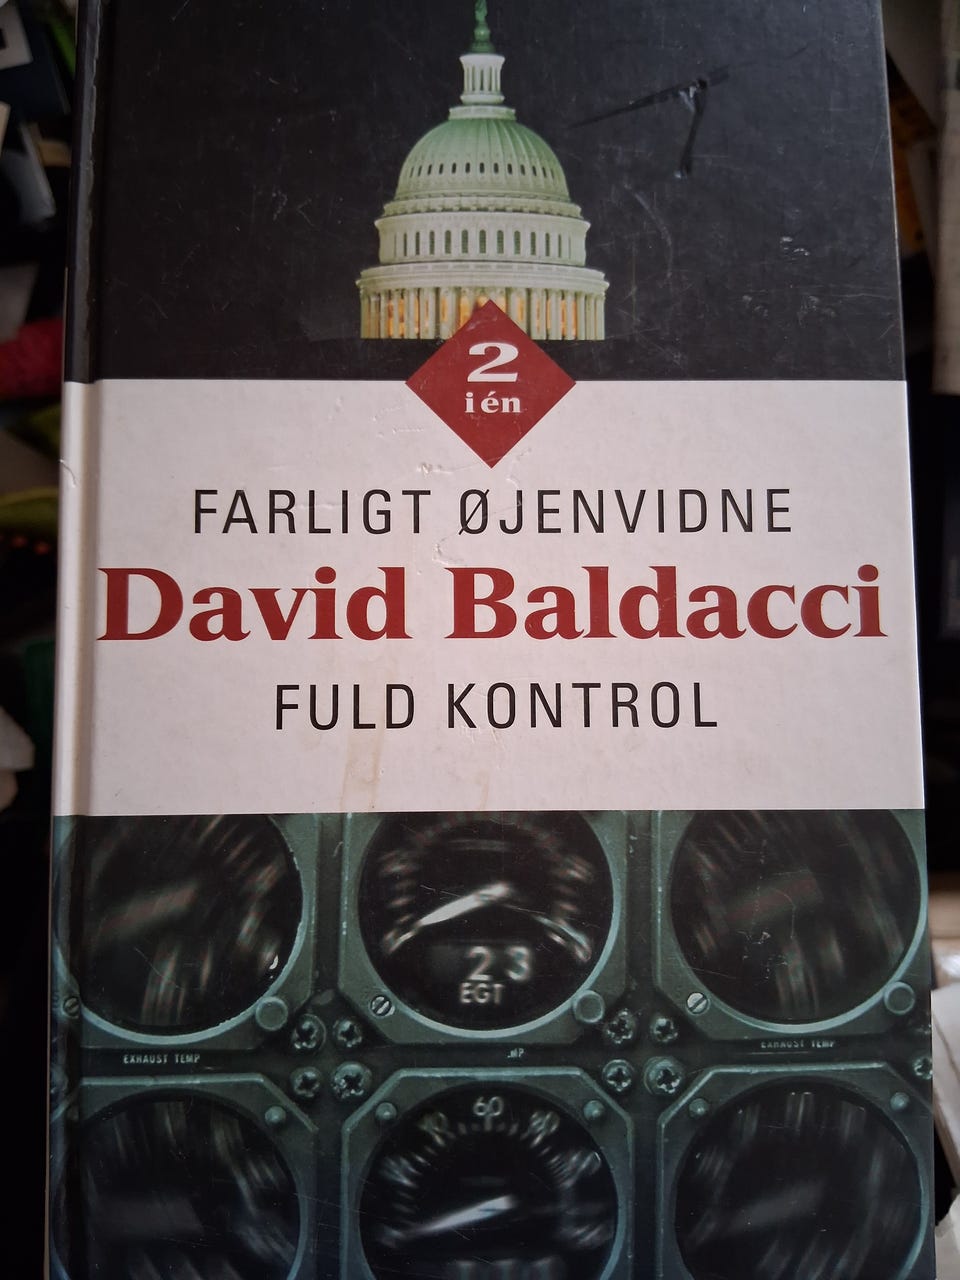 2
i én
FARLIGT ØJENVIDNE
David Baldacci
FULD KONTROL
23
EGT
EXHAUST TEMP
EXHAUST TEMP
60